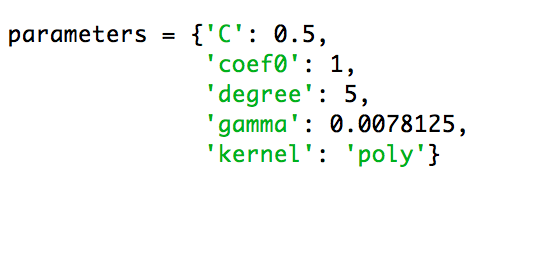 parameters = {'C': 0.5,
'coef0': 1,
'degree': 5,
'gamma': 0.0078125,
'kernel': 'poly'}